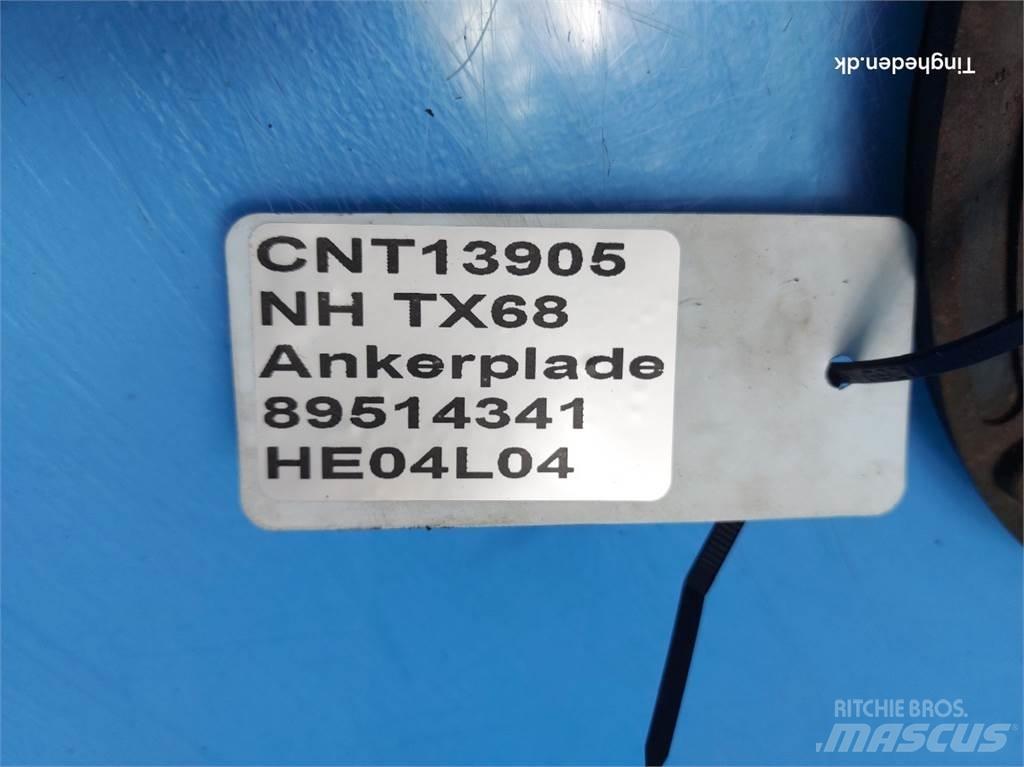 Tingheden.dk
CNT13905
NH TX68
Ankerplade
89514341
HE04L04
RITCHIE BROS.
MASCUS